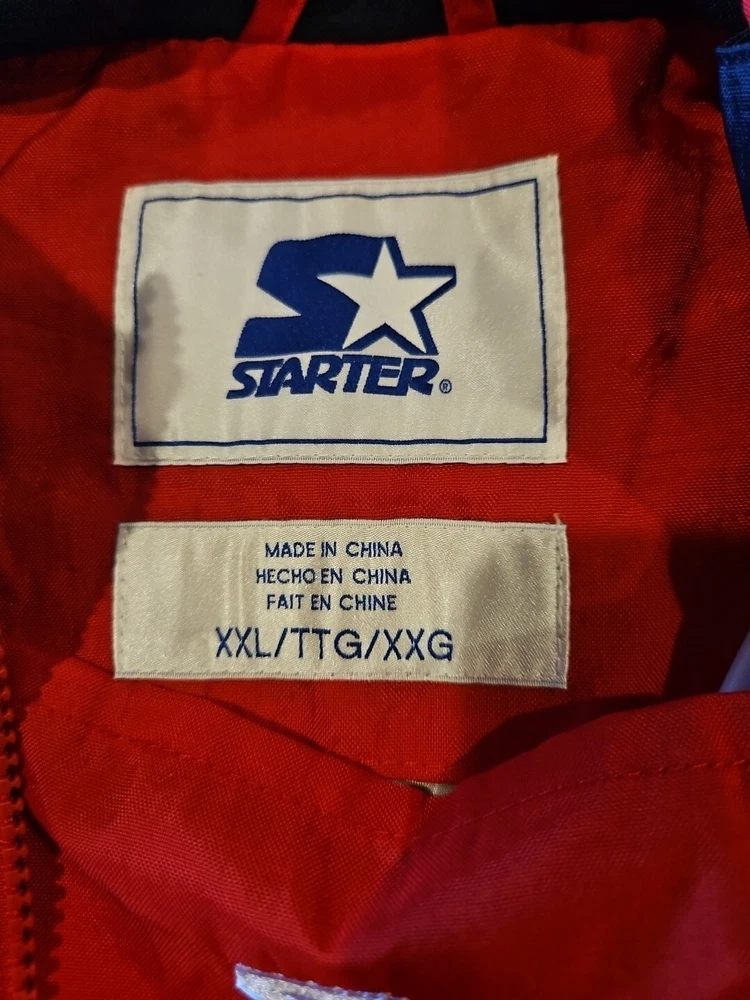 STARTER®
MADE IN CHINA
HECHO EN CHINA
FAIT EN CHINE
XXL/TTG/XXG